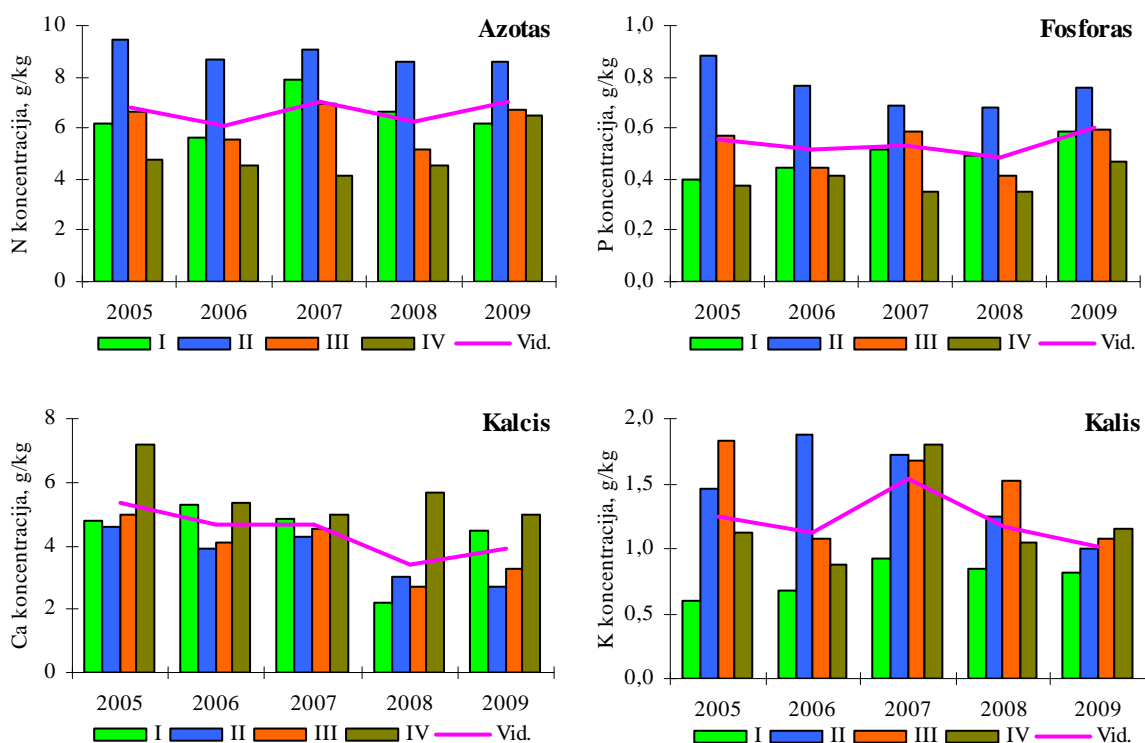 Azotas
N koncentracija, g/kg
10
8
6
4
2
0
2005 2006 2007 2008 2009
I II III IV Vid.
Fosforas
P koncentracija, g/kg
1,0
0,8
0,6
0,4
0,2
0,0
2005 2006 2007 2008 2009
I II III IV Vid.
Kalcis
Ca koncentracija, g/kg
8
6
4
2
0
2005 2006 2007 2008 2009
I II III IV Vid.
Kalis
K koncentracija, g/kg
2,0
1,5
1,0
0,5
0,0
2005 2006 2007 2008 2009
I II III IV Vid.